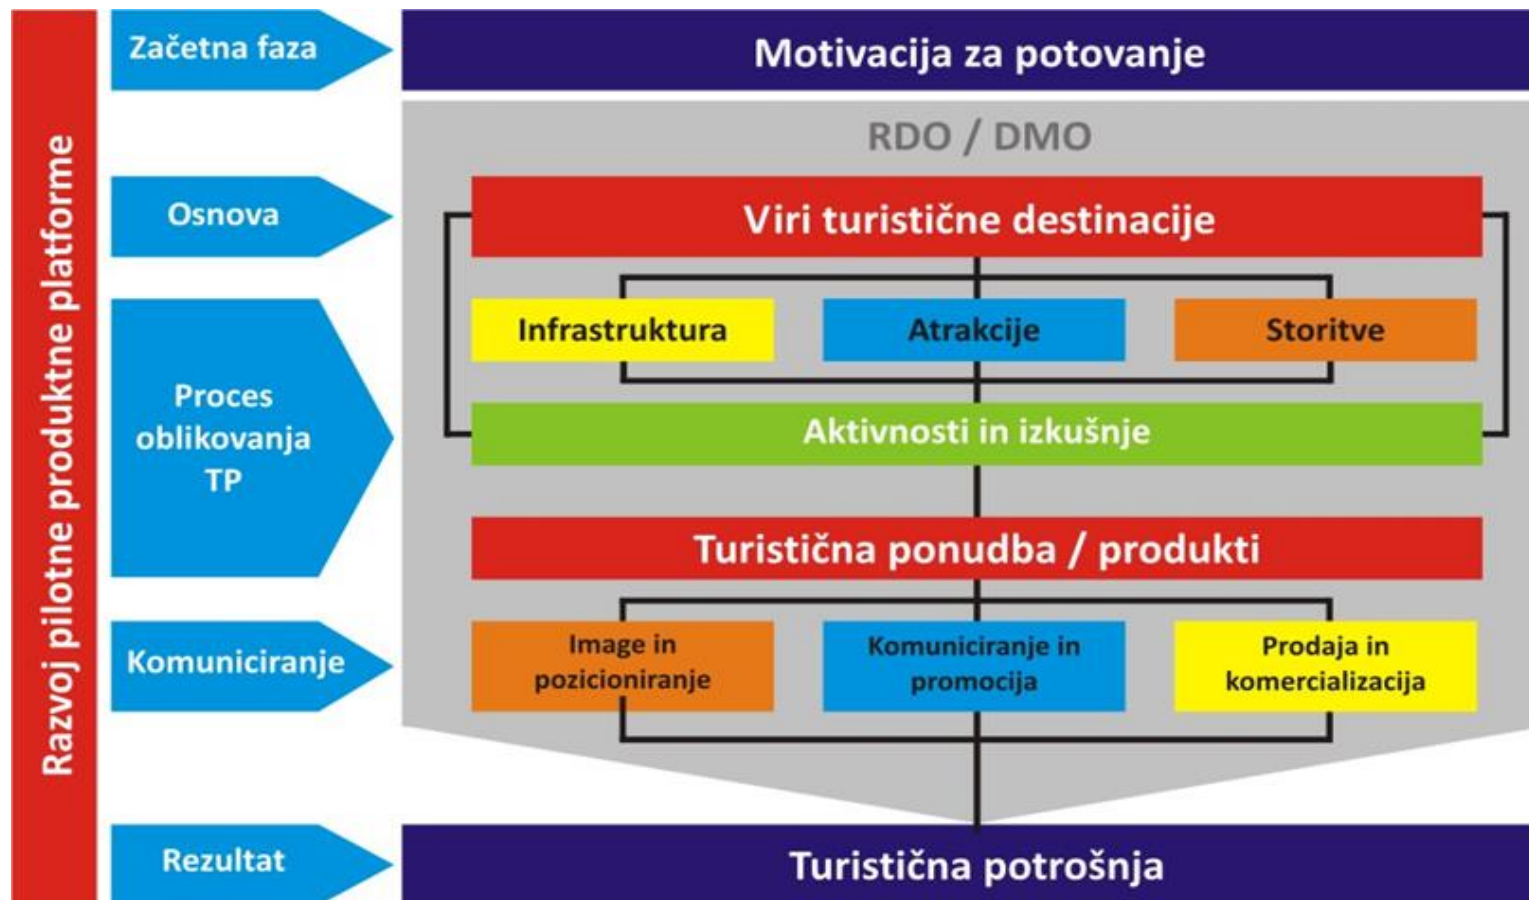 Razvoj pilotne produktne platforme
Začetna faza
Motivacija za potovanje
RDO / DMO
Osnova
Viri turistične destinacije
Infrastruktura
Atrakcije
Storitve
Proces
oblikovanja
TP
Aktivnosti in izkušnje
Turistična ponudba / produkti
Komuniciranje
Image in
pozicioniranje
Komuniciranje in
promocija
Prodaja in
komercializacija
Rezultat
Turistična potrošnja